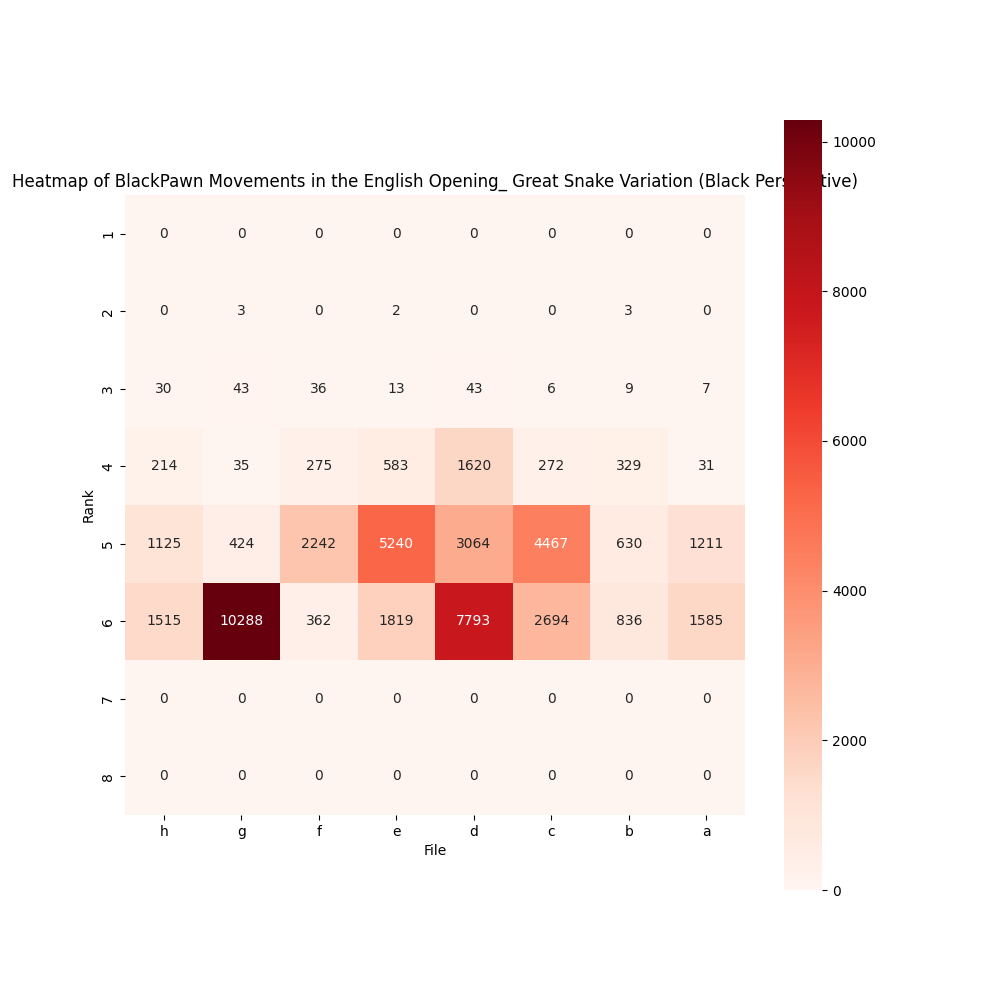 Heatmap of BlackPawn Movements in the English Opening_ Great Snake Variation (Black Pers tive)
10000
8000
6000
4000
2000
0
Rank
1 0 0 0 0 0 0 0 0
2 0 3 0 2 0 0 3 0
3 30 43 36 13 43 6 9 7
4 214 35 275 583 1620 272 329 31
5 1125 424 2242 5240 3064 4467 630 1211
6 1515 10288 362 1819 7793 2694 836 1585
7 0 0 0 0 0 0 0 0
8 0 0 0 0 0 0 0 0
h g f e d c b a
File